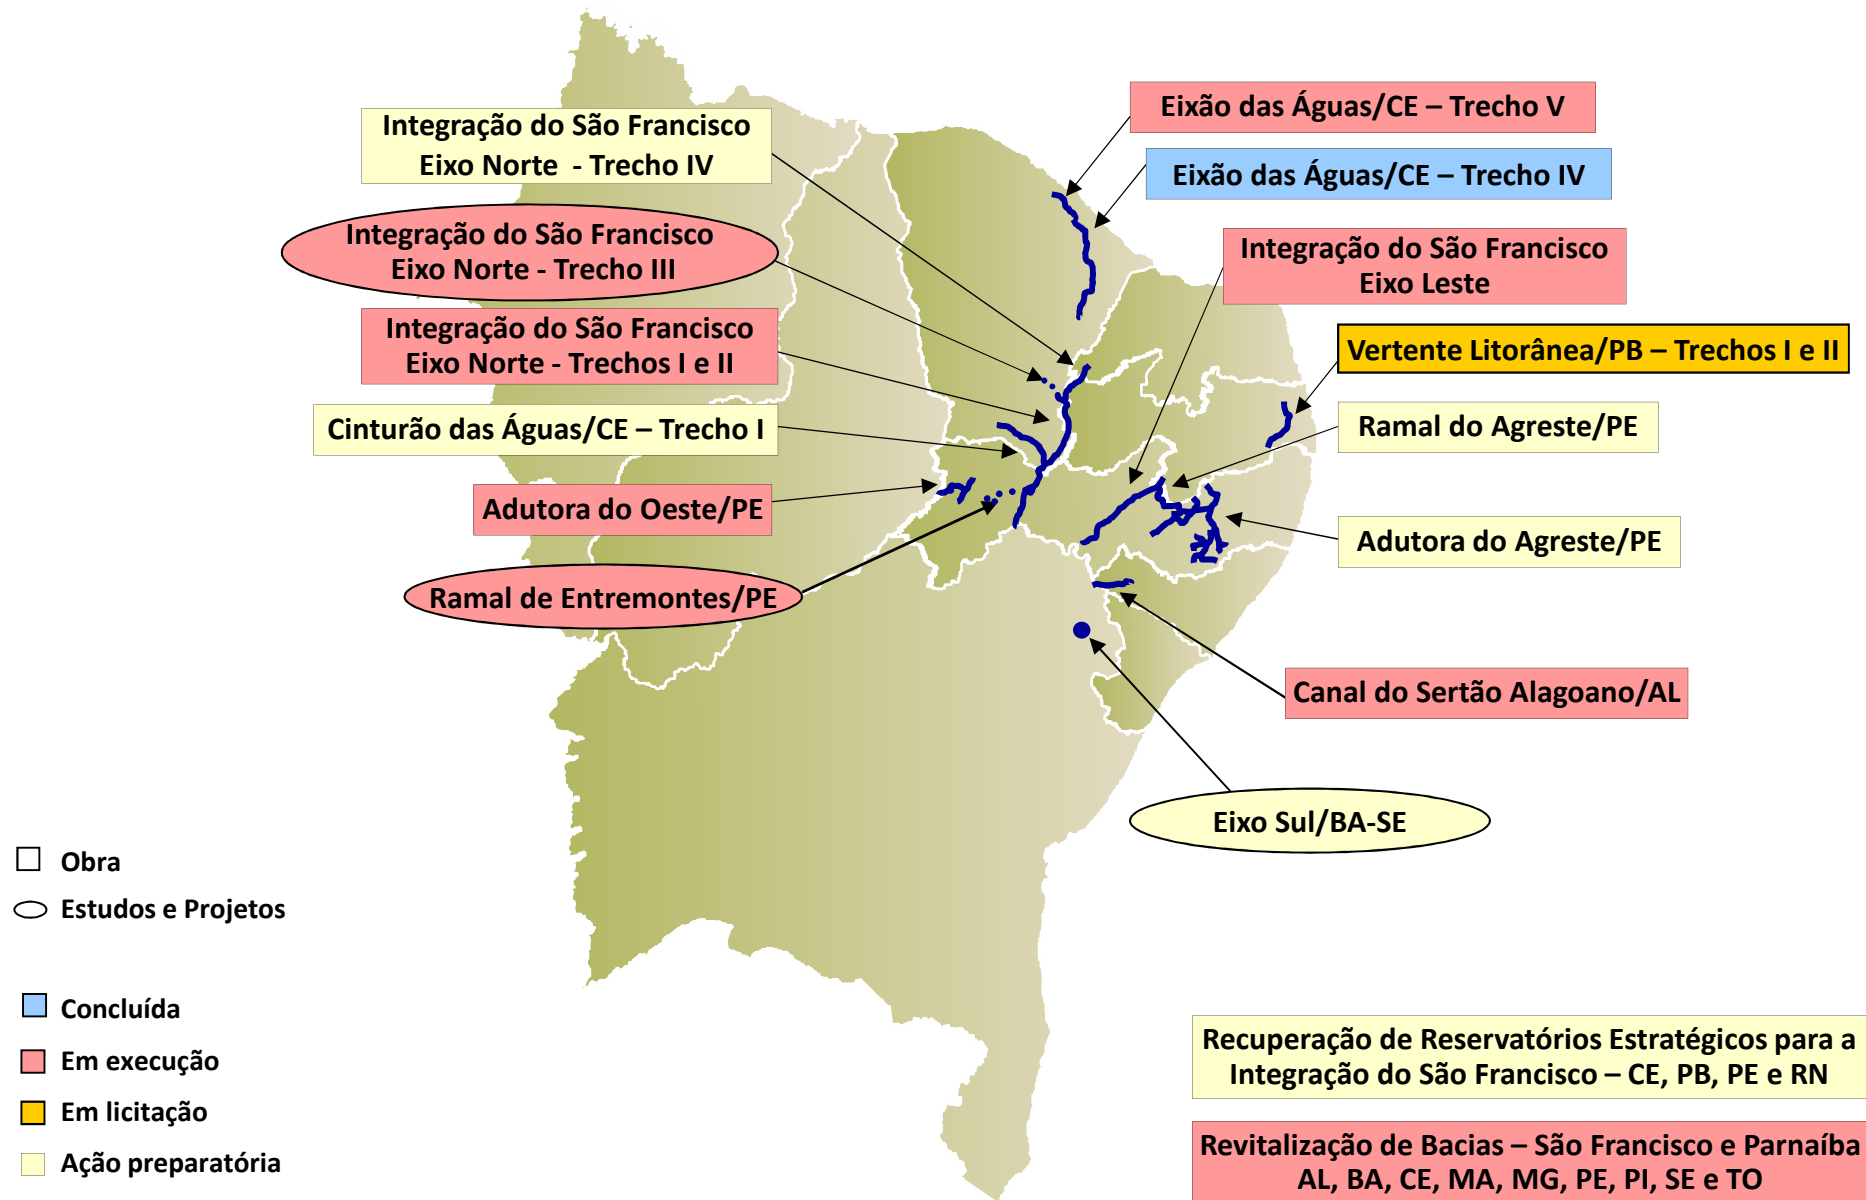 Integração do São Francisco
Eixo Norte - Trecho IV
Integração do São Francisco
Eixo Norte - Trecho III
Integração do São Francisco
Eixo Norte - Trechos I e II
Cinturão das Águas/CE – Trecho I
Adutora do Oeste/PE
Ramal de Entremontes/PE
Eixão das Águas/CE – Trecho V
Eixão das Águas/CE – Trecho IV
Integração do São Francisco
Eixo Leste
Vertente Litorânea/PB – Trechos I e II
Ramal do Agreste/PE
Adutora do Agreste/PE
Canal do Sertão Alagoano/AL
Eixo Sul/BA-SE
Obra
Estudos e Projetos
Concluída
Em execução
Em licitação
Ação preparatória
Recuperação de Reservatórios Estratégicos para a
Integração do São Francisco – CE, PB, PE e RN
Revitalização de Bacias – São Francisco e Parnaíba
AL, BA, CE, MA, MG, PE, PI, SE e TO